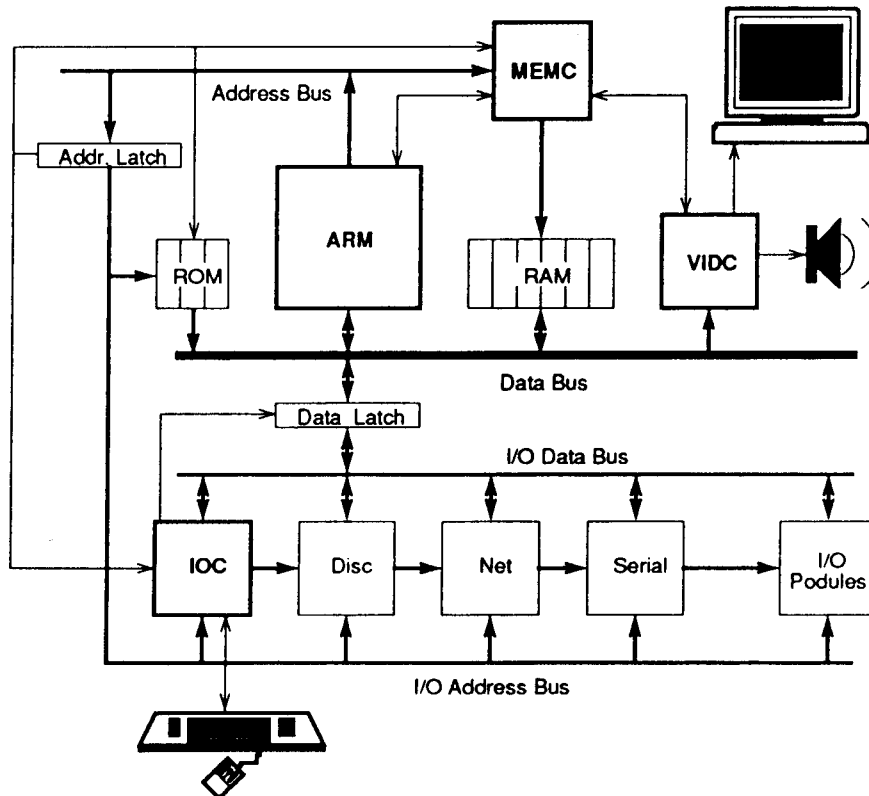 MEMC
Address Bus
Addr. Latch
ARM
ROM
RAM
VIDC
Data Bus
Data Latch
I/O Data Bus
IOC
Disc
Net
Serial
I/O
Podules
I/O Address Bus